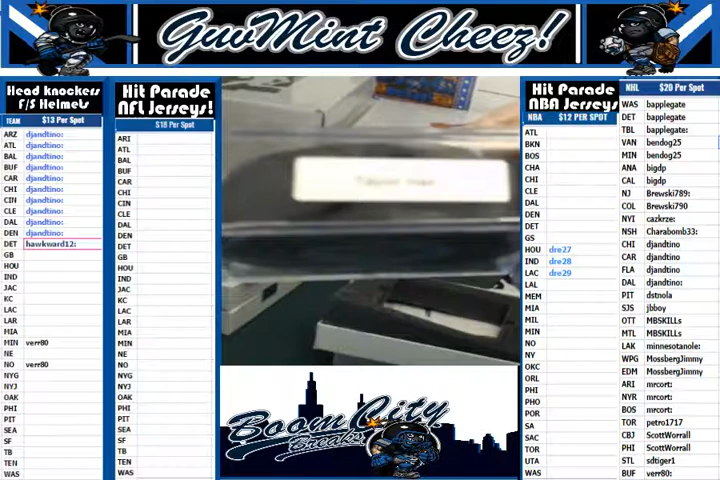 GuvMint Cheez!
Head Knockers
F/S Helmets
TEAM $13 Per Spot
ARZ djandtino:
ATL djandtino:
BAL djandtino:
BUF djandtino:
CAR djandtino:
CHI djandtino:
CIN djandtino:
CLE djandtino:
DAL djandtino:
DEN djandtino:
DET hawkward12:
GB
HOU
IND
JAC
KC
LAC
LAR
MIA
MIN verr80
NE
NO verr80
NYG
NYJ
OAK
PHI
PIT
SEA
SF
TB
TEN
WAS
Hit Parade
NFL Jerseys!
$18 Per Spot
ARI
ATL
BAL
BUF
CAR
CHI
CIN
CLE
DAL
DEN
DET
GB
HOU
IND
JAC
KC
LAC
LAR
MIA
MIN
NE
NO
NYG
NYJ
OAK
PHI
PIT
SEA
SF
TB
TEN
WAS
Boom City
Breaks
Hit Parade
NBA Jerseys
NBA $12 PER SPOT
ATL
BKN
BOS
CHA
CHI
CLE
DAL
DEN
DET
GS
HOU dre27
IND dre28
LAC dre29
LAL
MEM
MIA
MIL
MIN
NO
NY
OKC
ORL
PHI
PHO
POR
SA
SAC
TOR
UTA
WAS
NHL $20 Per Spot
WAS bapplegate
DET bapplegate
TBL bapplegate:
VAN bendog25
MIN bendog25
ANA bigdp
CAL bigdp
NJ Brewski789:
COL Brewski790
NYI cazkrze:
NSH Charabomb33:
CHI djandtino
CAR djandtino
FLA djandtino
DAL djandtino:
PIT dstnola
SJS jbboy
OTT MBSKILLs
MTL MBSKILLs
LAK minnesotanole:
WPG MossbergJimmy
EDM MossbergJimmy
ARI mrcort:
NYR mrcort:
BOS mrcort:
TOR petro1717
CBJ ScottWorrall
PHI ScottWorrall
STL sdtiger1
BUF verr80: